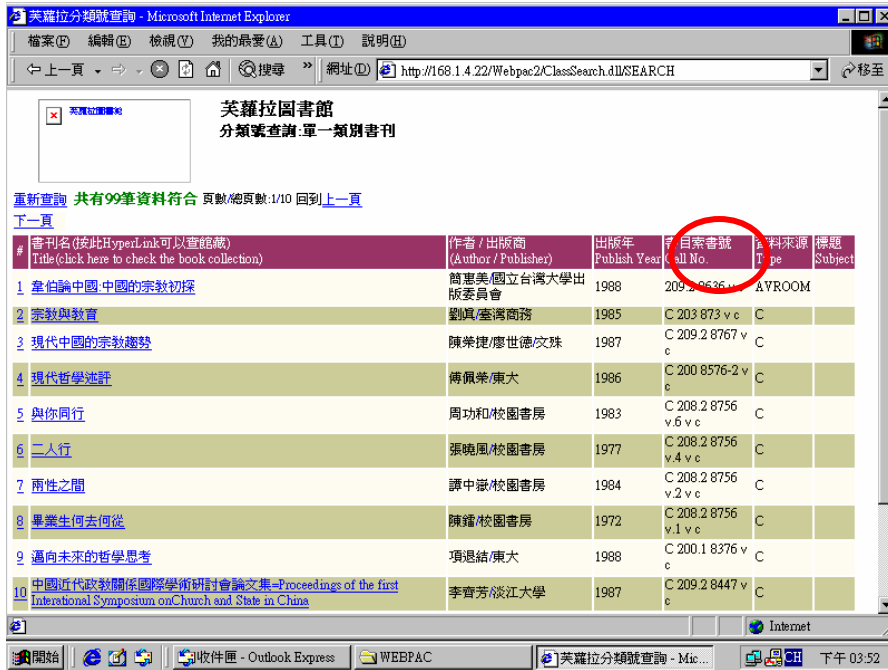 芙蘿拉分類號查詢 - Microsoft Internet Explorer
檔案(F) 編輯(E) 檢視(V) 我的最愛(A) 工具(T) 說明(H)
上一頁 搜尋 » 網址(D) http://168.1.4.22/Webpac2/ClassSearch.dll/SEARCH 移至
芙蘿拉圖書館
芙蘿拉圖書館
分類號查詢:單一類別書刊
重新查詢 共有99筆資料符合 頁數/總頁數:1/10 回到上一頁
下一頁
# 書刊名(按此HyperLink可以查館藏) 作者 / 出版商 出版年 書目索書號 資料來源 標題
Title(click here to check the book collection) (Author / Publisher) Publish Year Call No. Type Subject
1 韋伯論中國:中國的宗教初探 簡惠美/國立台灣大學出版委員會 1988 209.2 8636 v c AVROOM
2 宗教與教育 劉真/臺灣商務 1985 C 203 873 v c C
3 現代中國的宗教趨勢 陳榮捷/廖世德/文殊 1987 C 209.2 8767 v c C
4 現代哲學述評 傅佩榮/東大 1986 C 200 8576-2 v c C
5 與你同行 周功和/校園書房 1983 C 208.2 8756 v.6 v c C
6 二人行 張曉風/校園書房 1977 C 208.2 8756 v.4 v c C
7 兩性之間 譚中嶽/校園書房 1984 C 208.2 8756 v.2 v c C
8 畢業生何去何從 陳鐳/校園書房 1972 C 208.2 8756 v.1 v c C
9 邁向未來的哲學思考 項退結/東大 1988 C 200.1 8376 v c C
10 中國近代政教關係國際學術研討會論文集=Proceedings of the first Interational Symposium onChurch and State in China 李齊芳/淡江大學 1987 C 209.2 8447 v c C
Internet
開始 收件匣 - Outlook Express WEBPAC 芙蘿拉分類號查詢 - Mic... CH 下午 03:52